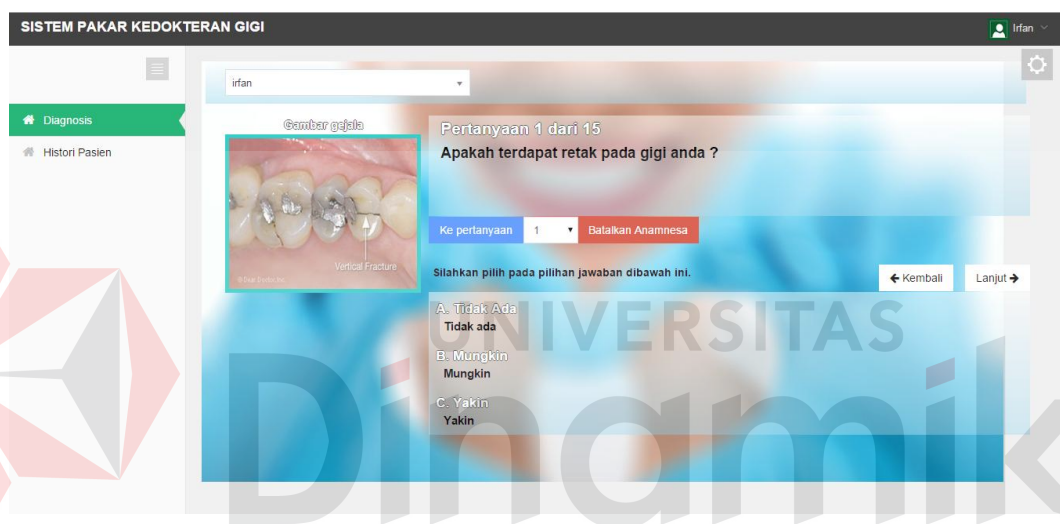 SISTEM PAKAR KEDOKTERAN GIGI
Irfan
irfan
Diagnosis
Histori Pasien
Gambar gejala
Vertical Fracture
Pertanyaan 1 dari 15
Apakah terdapat retak pada gigi anda ?
Ke pertanyaan 1 Batalkan Anamnesa
Silahkan pilih pada pilihan jawaban dibawah ini.
Kembali Lanjut
A. Tidak Ada
Tidak ada
B. Mungkin
Mungkin
C. Yakin
Yakin
UNIVERSITAS
Dinamik